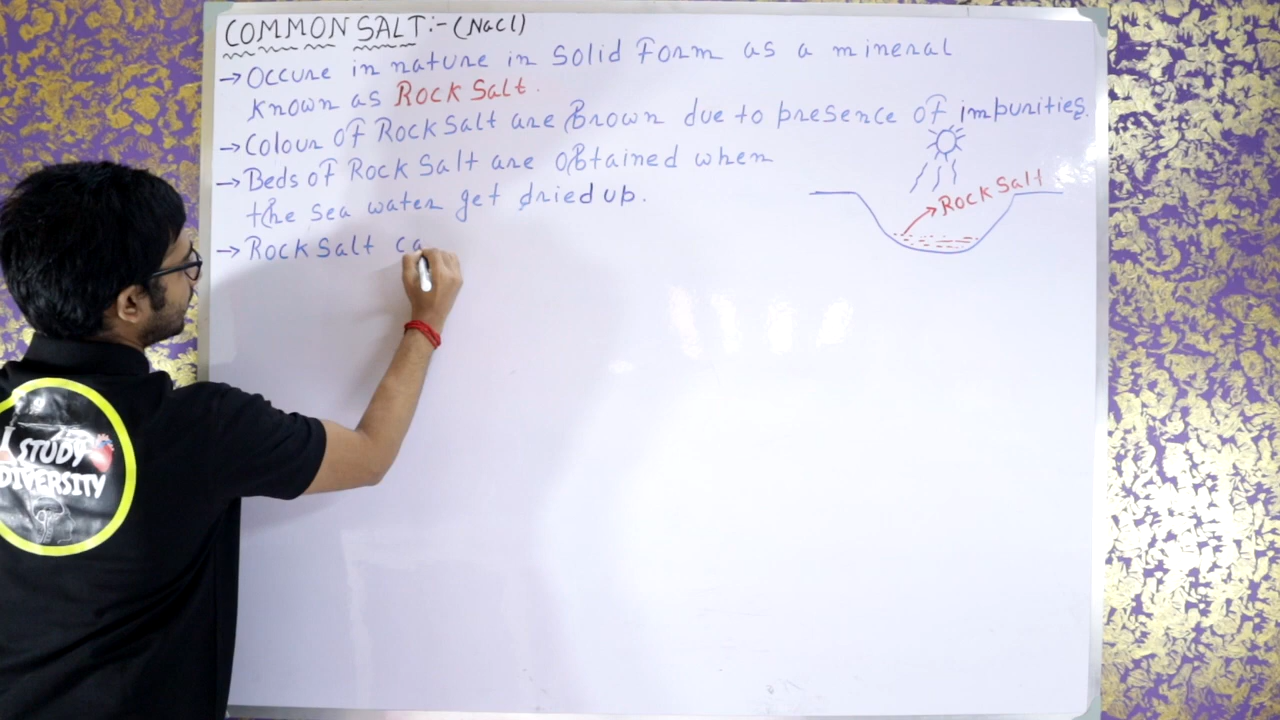 COMMON SALT:- (NaCl)
→ Occure in nature in Solid Form as a mineral
known as Rock Salt.
→ Colour of Rock Salt are Brown due to presence of impurities.
→ Beds of Rock Salt are obtained when
the sea water get dried up.
→ Rock Salt ca
Rock Salt
I STUDY
DIVERSITY